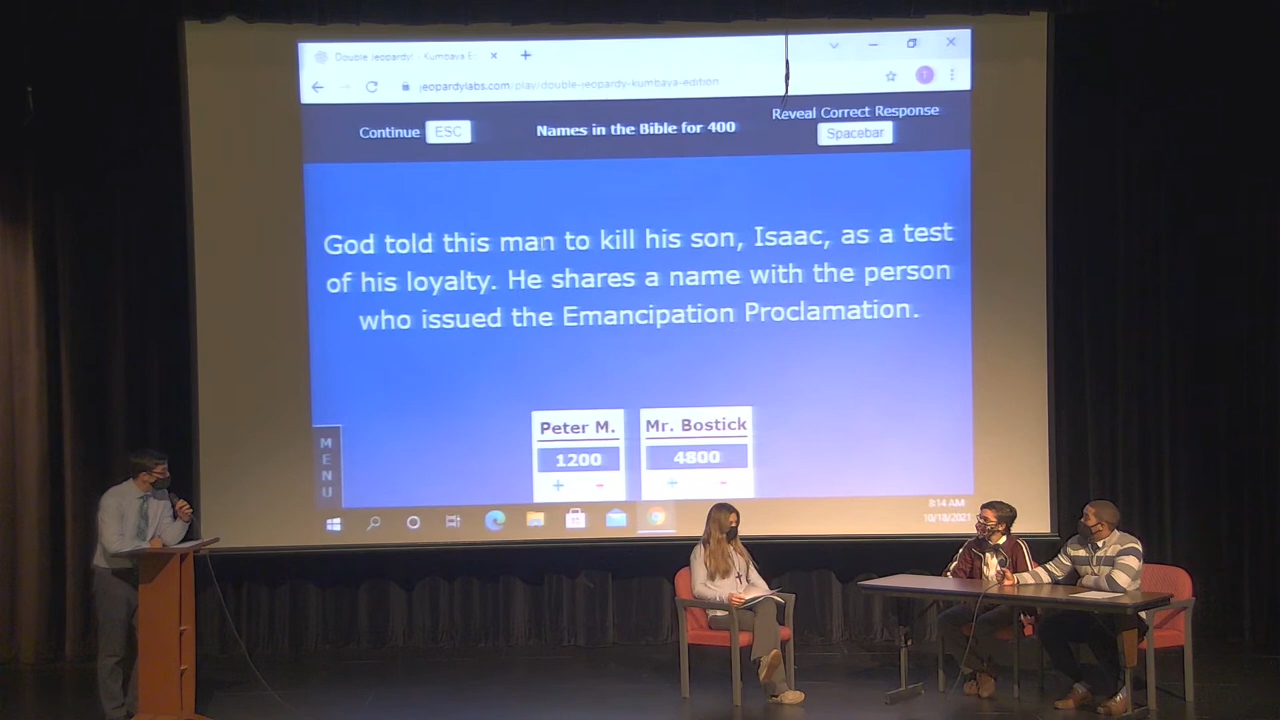 Double Jeopardy: - Kumbaya E
jeopardylabs.com/play/double-jeopardy-kumbaya-edition
Continue ESC
Names in the Bible for 400
Reveal Correct Response
Spacebar
God told this man to kill his son, Isaac, as a test
of his loyalty. He shares a name with the person
who issued the Emancipation Proclamation.
MENU
Peter M.
1200
+ -
Mr. Bostick
4800
+ -
8:14 AM
10/18/2021